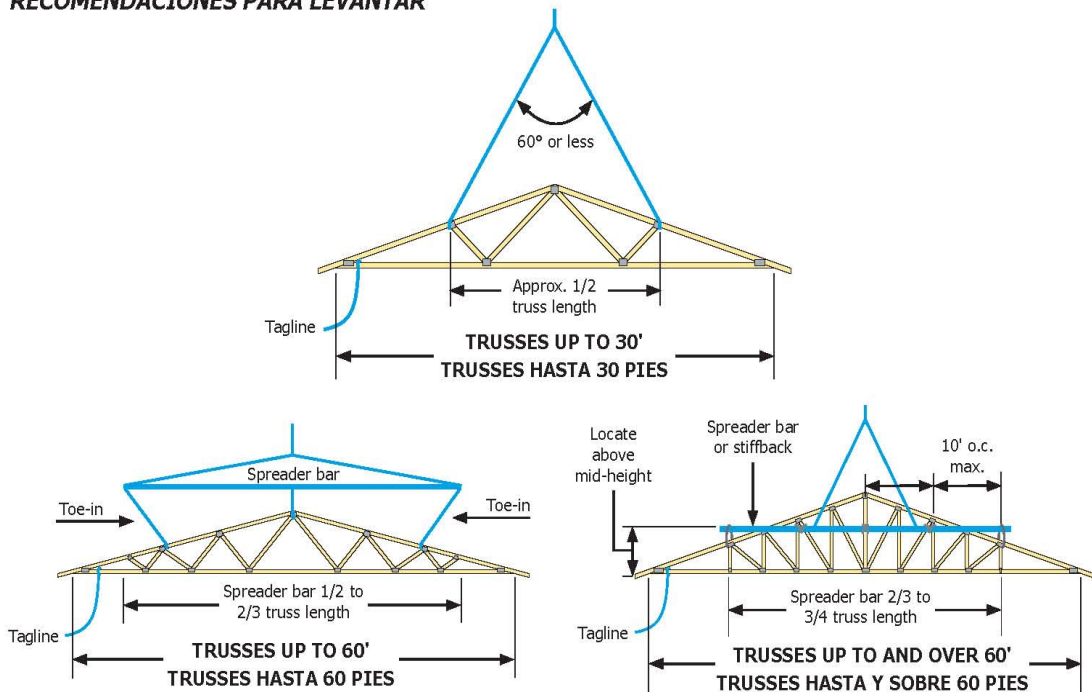 RECOMENDACIONES PARA LEVANTAR
60° or less
Approx. 1/2
truss length
Tagline
TRUSSES UP TO 30'
TRUSSES HASTA 30 PIES
Spreader bar
Toe-in
Toe-in
Spreader bar 1/2 to
2/3 truss length
Tagline
TRUSSES UP TO 60'
TRUSSES HASTA 60 PIES
Locate
above
mid-height
Spreader bar
or stiffback
10' o.c.
max.
Spreader bar 2/3 to
3/4 truss length
Tagline
TRUSSES UP TO AND OVER 60'
TRUSSES HASTA Y SOBRE 60 PIES